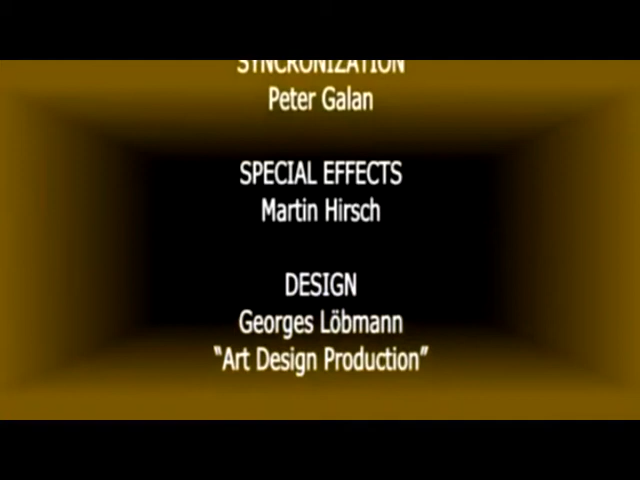 SYNCRONIZATION
Peter Galan
SPECIAL EFFECTS
Martin Hirsch
DESIGN
Georges Löbmann
“Art Design Production”